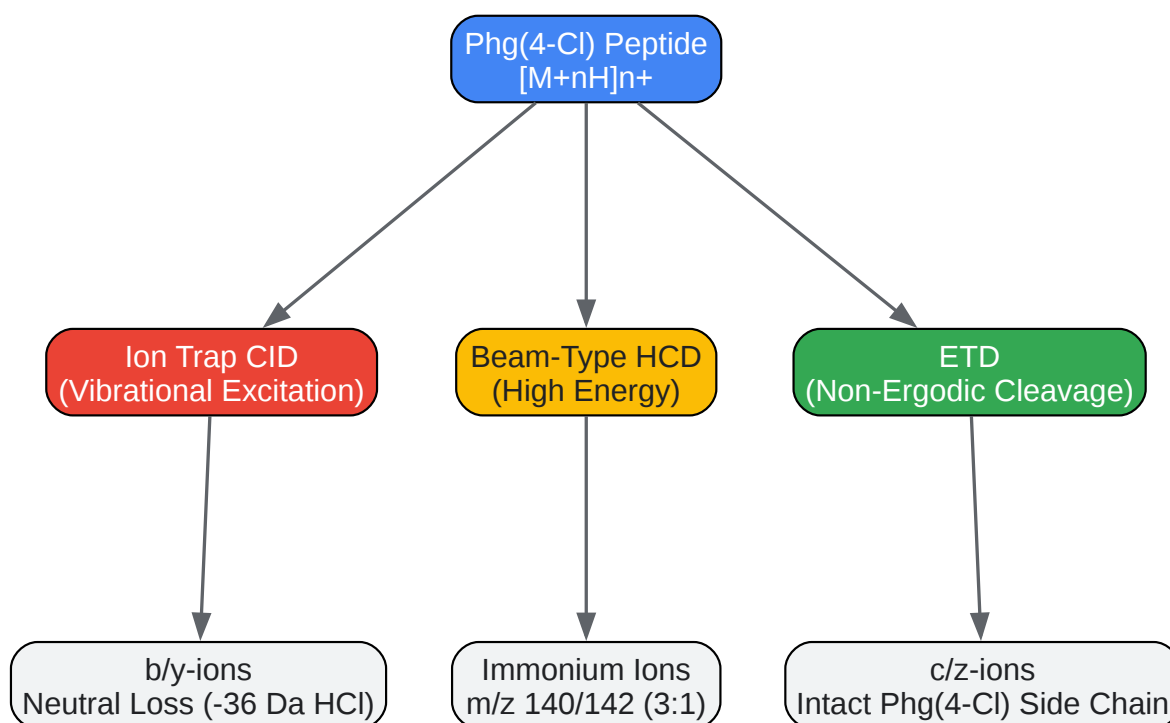 Phg(4-Cl) Peptide
[M+nH]n+
Ion Trap CID
(Vibrational Excitation)
Beam-Type HCD
(High Energy)
ETD
(Non-Ergodic Cleavage)
b/y-ions
Neutral Loss (-36 Da HCl)
Immonium Ions
m/z 140/142 (3:1)
c/z-ions
Intact Phg(4-Cl) Side Chain